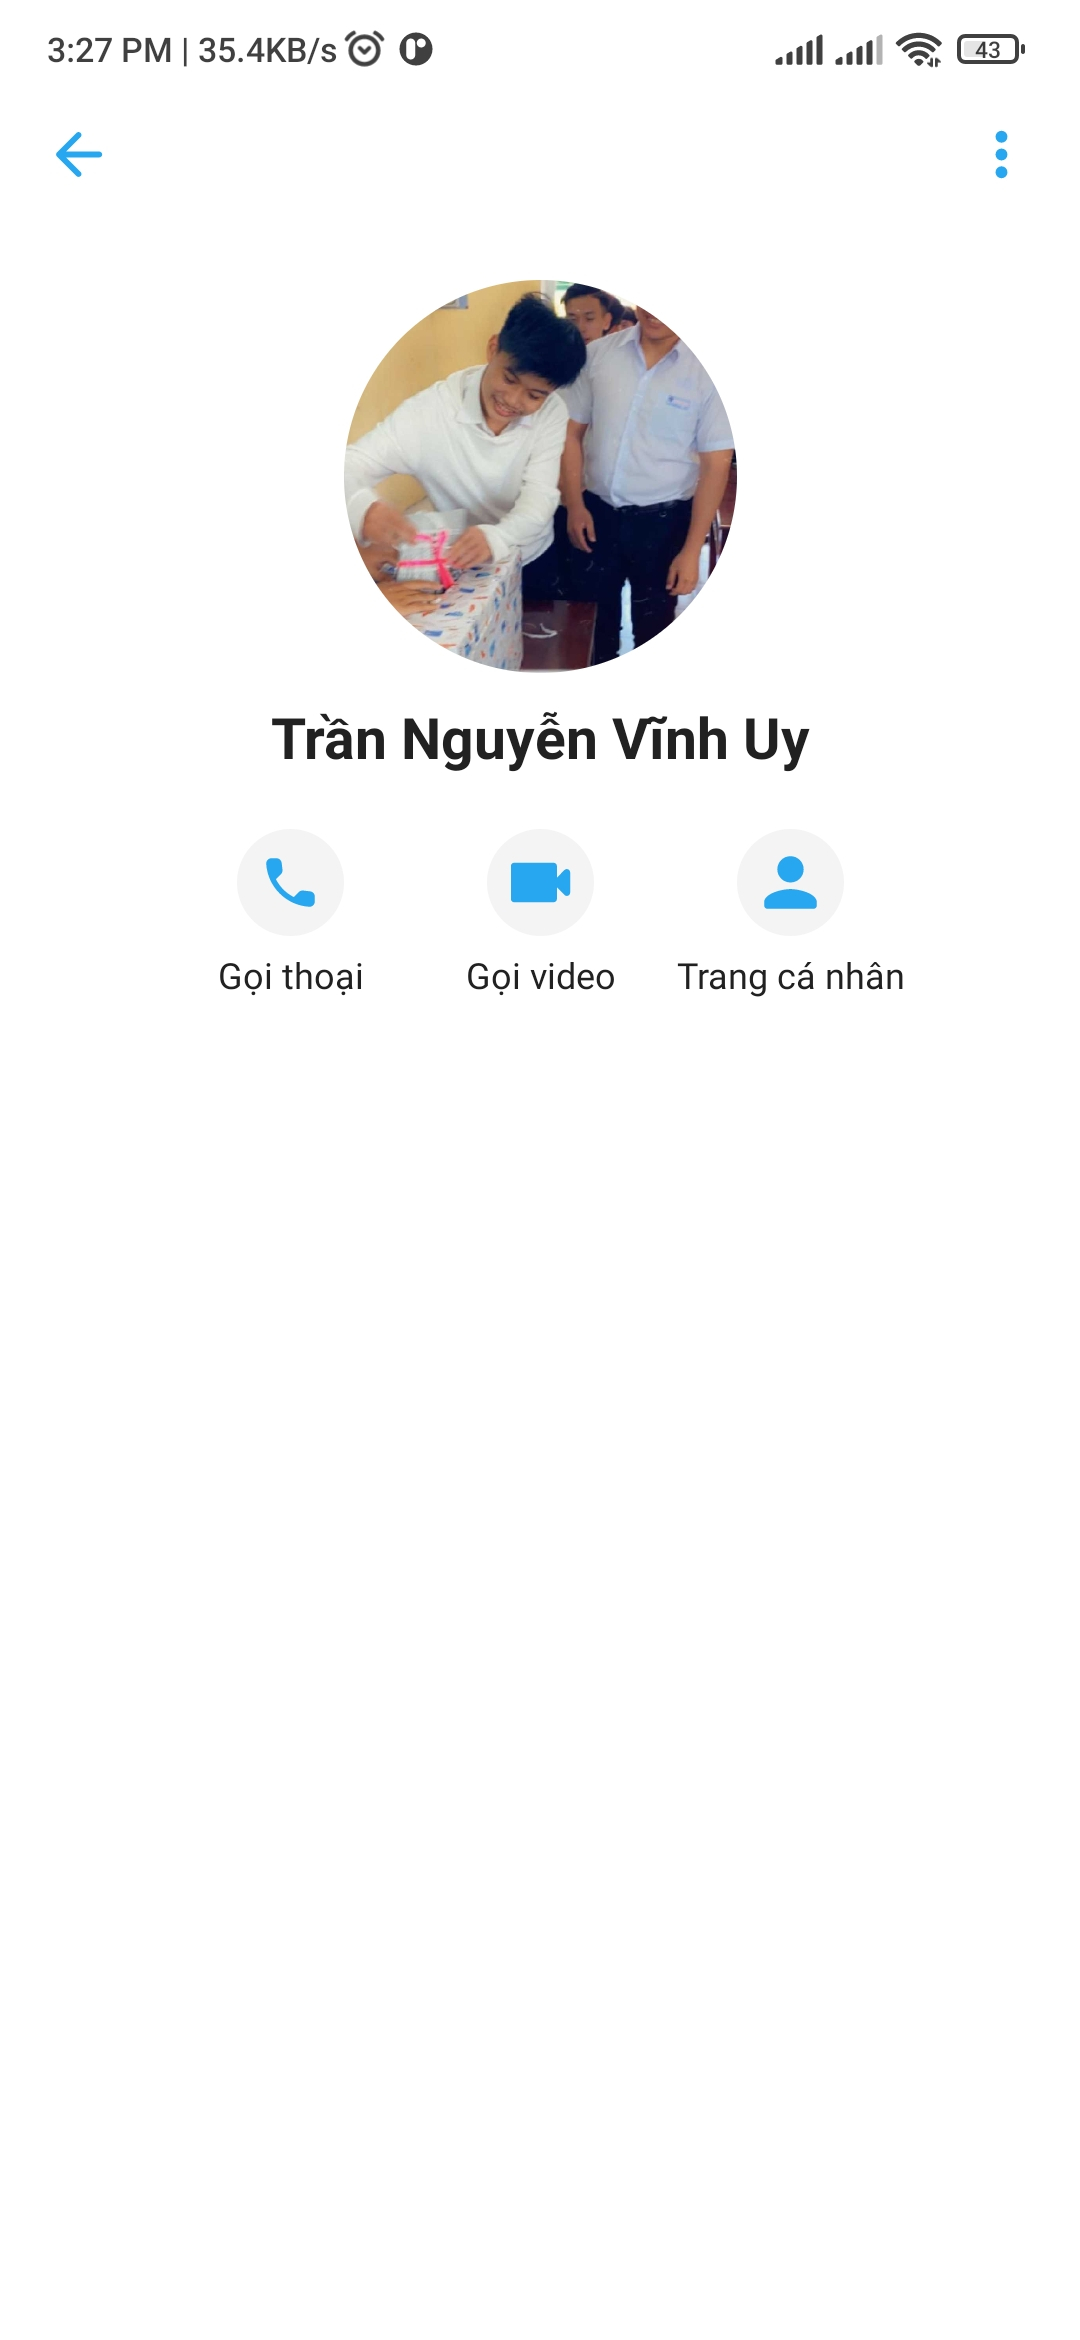 3:27 PM | 35.4KB/s 43
Trần Nguyễn Vĩnh Uy
Gọi thoại Gọi video Trang cá nhân